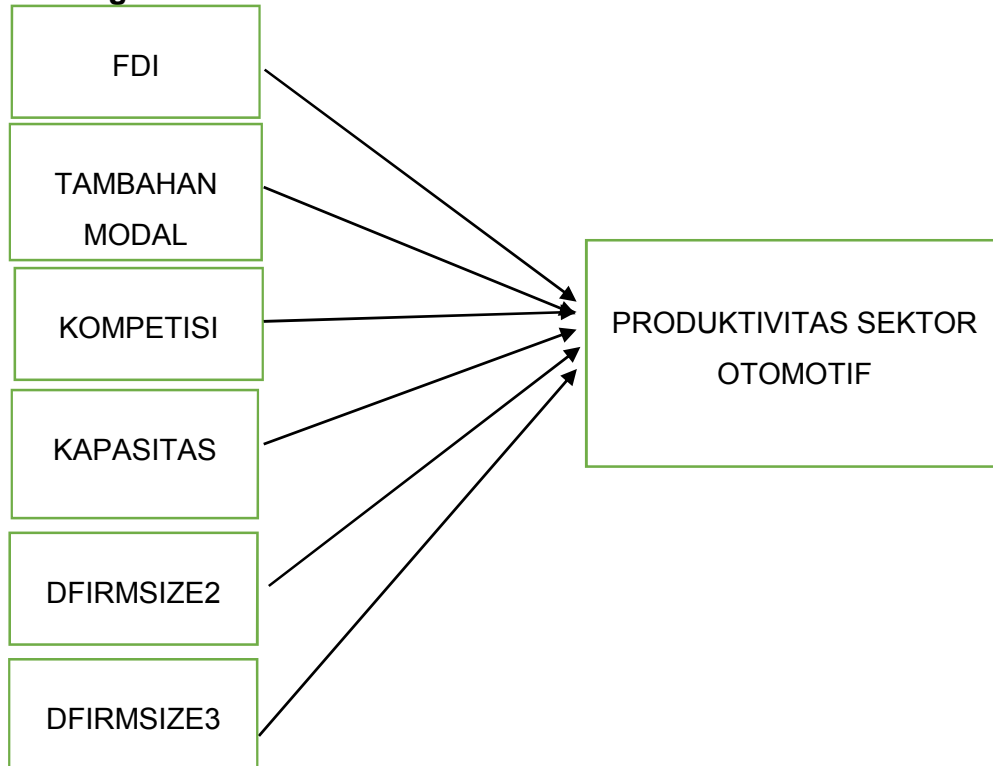 FDI
TAMBAHAN
MODAL
KOMPETISI
KAPASITAS
DFIRMSIZE2
DFIRMSIZE3
PRODUKTIVITAS SEKTOR
OTOMOTIF